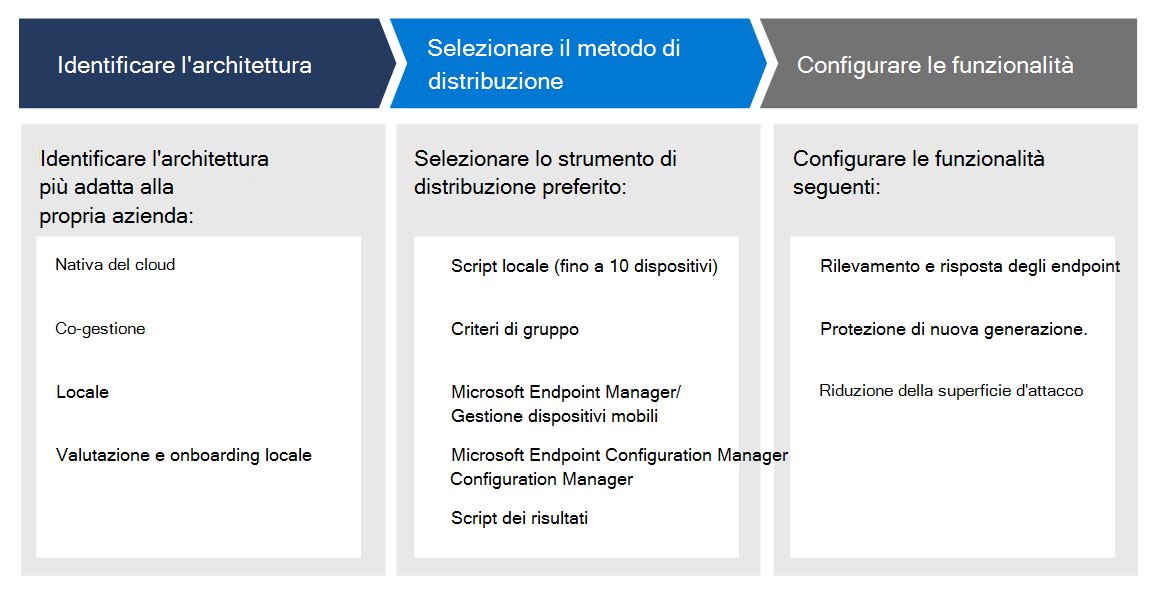 Identificare l'architettura
Selezionare il metodo di
distribuzione
Configurare le funzionalità
Identificare l'architettura
più adatta alla
propria azienda:
Nativa del cloud
Co-gestione
Locale
Valutazione e onboarding locale
Selezionare lo strumento di
distribuzione preferito:
Script locale (fino a 10 dispositivi)
Criteri di gruppo
Microsoft Endpoint Manager/
Gestione dispositivi mobili
Microsoft Endpoint Configuration Manager
Configuration Manager
Script dei risultati
Configurare le funzionalità
seguenti:
Rilevamento e risposta degli endpoint
Protezione di nuova generazione.
Riduzione della superficie d'attacco